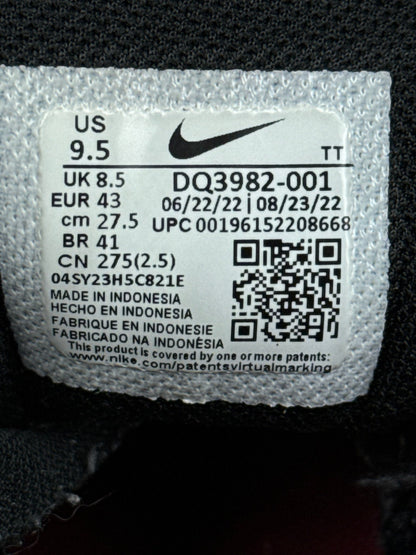 US
9.5
TT
UK 8.5 DQ3982-001
EUR 43 06/22/22 | 08/23/22
cm 27.5 UPC 00196152208668
BR 41
CN 275(2.5)
04SY23H5C821E
MADE IN INDONESIA
HECHO EN INDONESIA
FABRIQUE EN INDONESIE
FABRICADO NA INDONÉSIA
This product is covered by one or more patents:
www.nike.com/patentsvirtualmarking